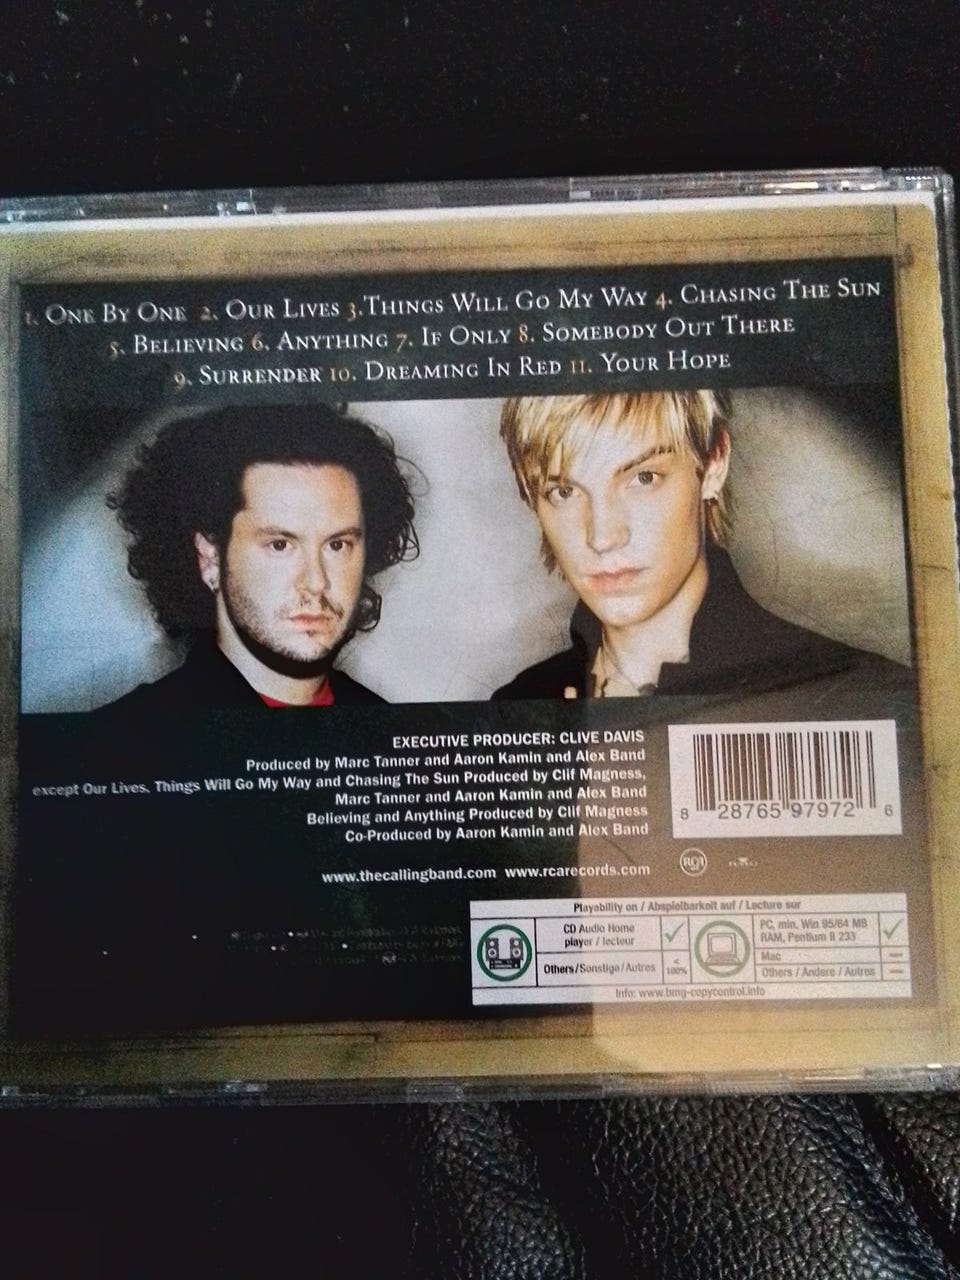 1. ONE BY ONE 2. OUR LIVES 3. THINGS WILL GO MY WAY 4. CHASING THE SUN
5. BELIEVING 6. ANYTHING 7. IF ONLY 8. SOMEBODY OUT THERE
9. SURRENDER 10. DREAMING IN RED 11. YOUR HOPE
EXECUTIVE PRODUCER: CLIVE DAVIS
Produced by Marc Tanner and Aaron Kamin and Alex Band
except Our Lives, Things Will Go My Way and Chasing The Sun Produced by Clif Magness,
Marc Tanner and Aaron Kamin and Alex Band
Believing and Anything Produced by Clif Magness
Co-Produced by Aaron Kamin and Alex Band
8 28765 97972 6
www.thecallingband.com www.rcarecords.com
RCA
Playability on / Abspielbarkeit auf / Lecture sur
CD Audio Home
player / lecteur
Others/Sonstige/Autres
< 100%
PC, min. Win 95/64 MB
RAM, Pentium II 233
Mac
Others / Andere / Autres
Info: www.bmg-copycontrol.info